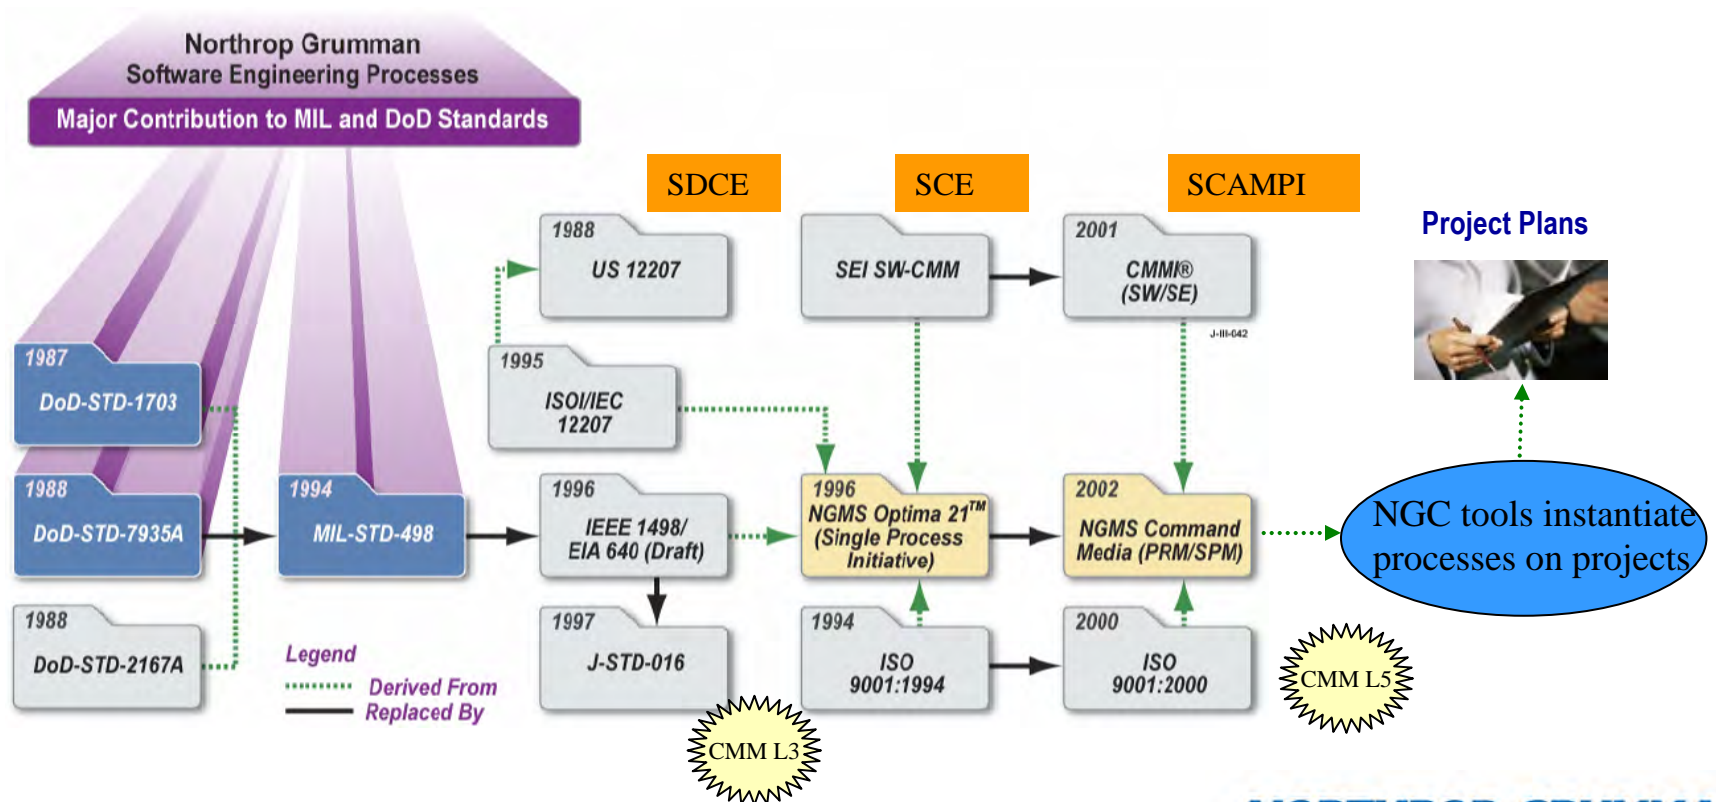 Northrop Grumman
Software Engineering Processes
Major Contribution to MIL and DoD Standards
SDCE
SCE
SCAMPI
1988
US 12207
SEI SW-CMM
2001
CMMI®
(SW/SE)
J-III-042
Project Plans
1987
DoD-STD-1703
1995
ISOI/IEC
12207
1988
DoD-STD-7935A
1994
MIL-STD-498
1996
IEEE 1498/
EIA 640 (Draft)
1996
NGMS Optima 21™
(Single Process
Initiative)
2002
NGMS Command
Media (PRM/SPM)
NGC tools instantiate
processes on projects
1988
DoD-STD-2167A
Legend
Derived From
Replaced By
1997
J-STD-016
1994
ISO
9001:1994
2000
ISO
9001:2000
CMM L5
CMM L3